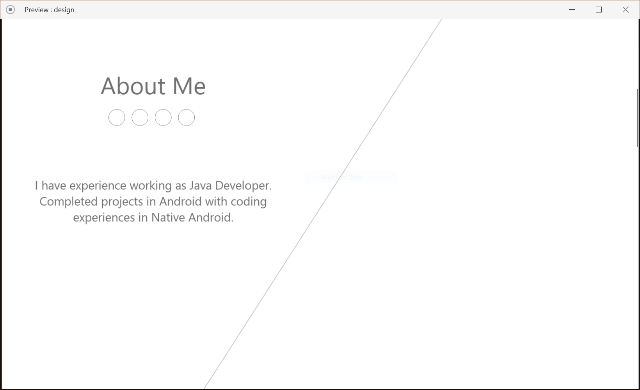 Preview : design
About Me
I have experience working as Java Developer.
Completed projects in Android with coding
experiences in Native Android.